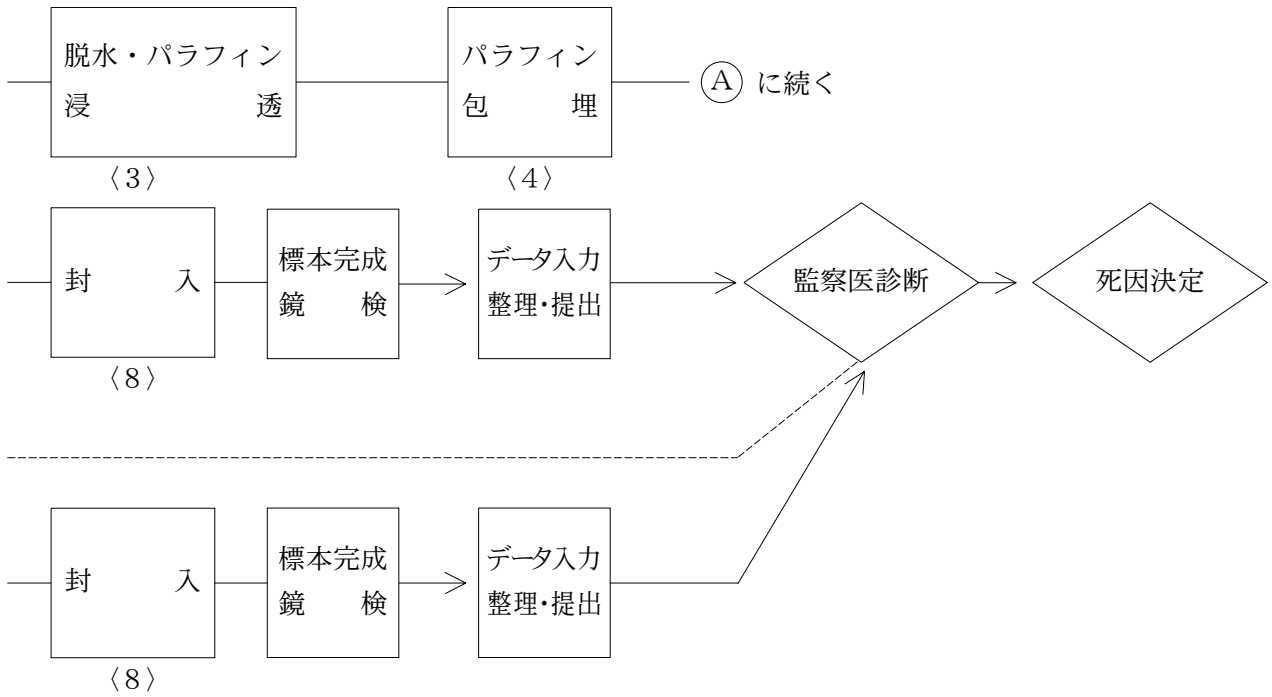 脱水・パラフィン
浸　　　透
パラフィン
包　　埋
Ⓐ に続く
〈3〉
〈4〉
封　　入
標本完成
鏡　　検
データ入力
整理・提出
監察医診断
死因決定
〈8〉
封　　入
標本完成
鏡　　検
データ入力
整理・提出
〈8〉